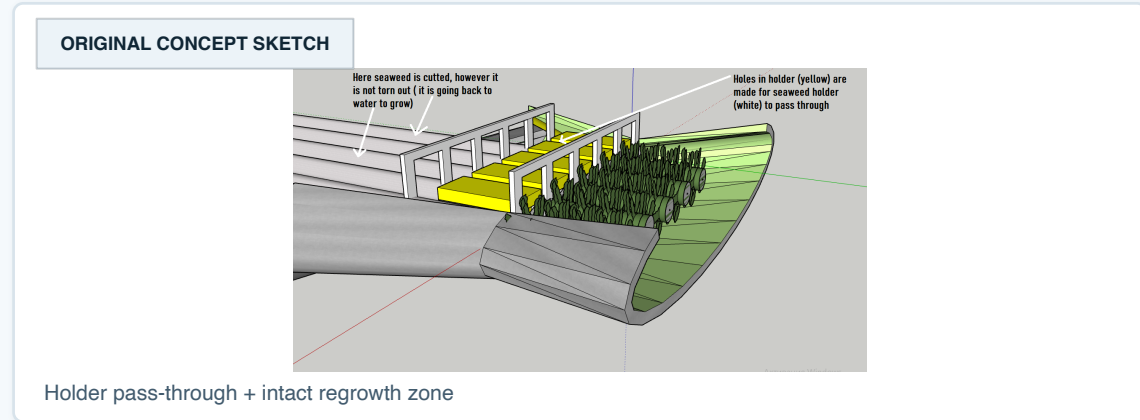 ORIGINAL CONCEPT SKETCH
Here seaweed is cutted, however it
is not torn out ( it is going back to
water to grow)
Holes in holder (yellow) are
made for seaweed holder
(white) to pass through
Holder pass-through + intact regrowth zone